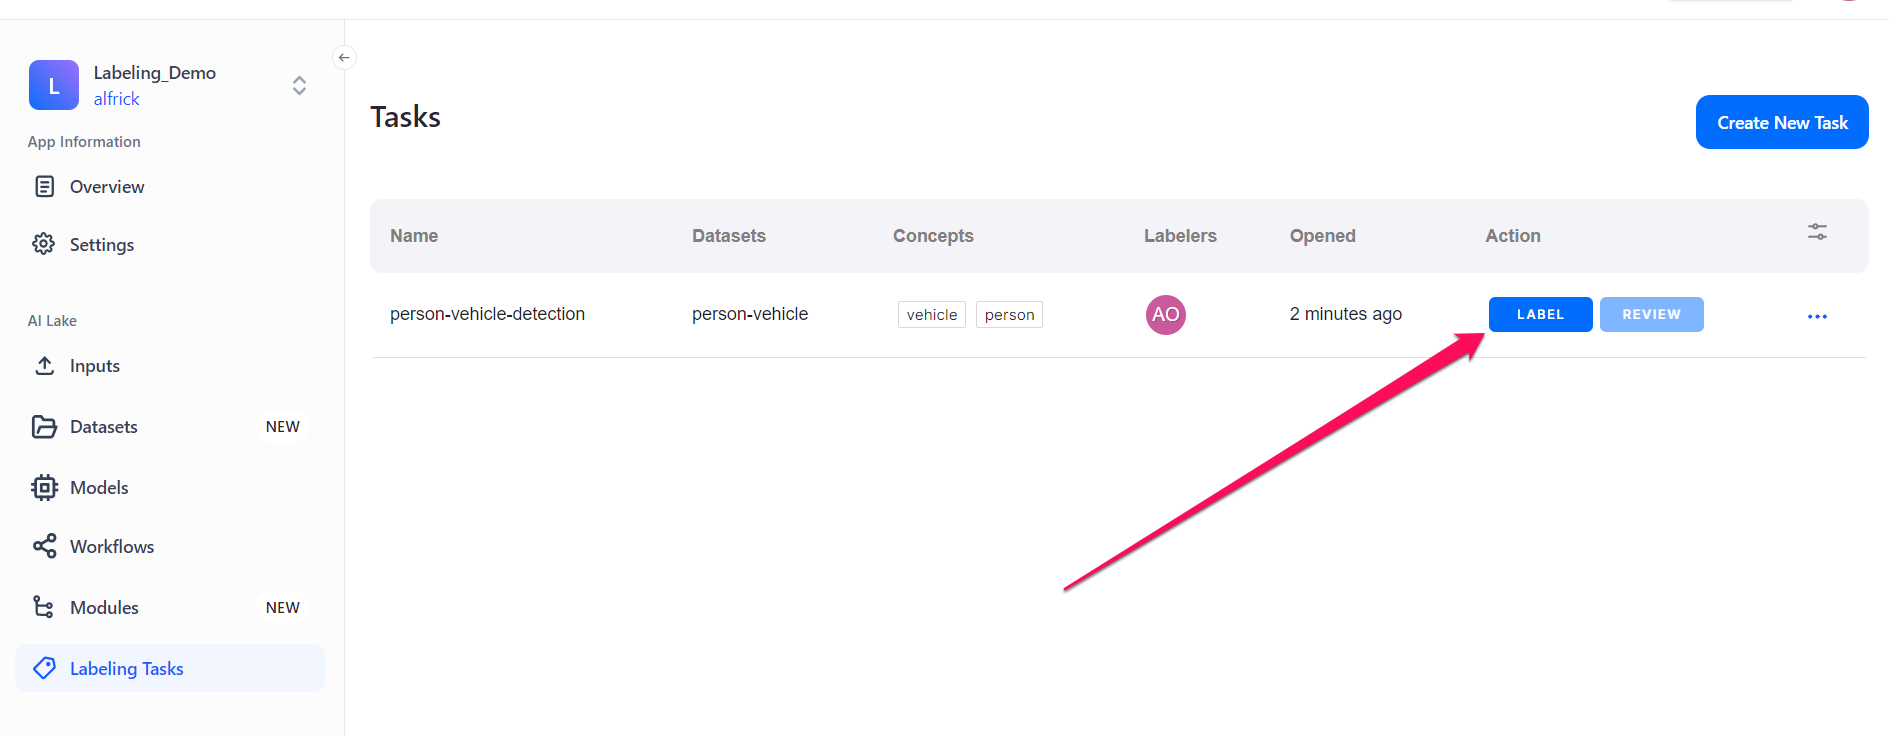 L
Labeling_Demo
alfrick
App Information
Overview
Settings
AI Lake
Inputs
Datasets NEW
Models
Workflows
Modules NEW
Labeling Tasks
Tasks
Create New Task
Name Datasets Concepts Labelers Opened Action
person-vehicle-detection person-vehicle vehicle person AO 2 minutes ago LABEL REVIEW